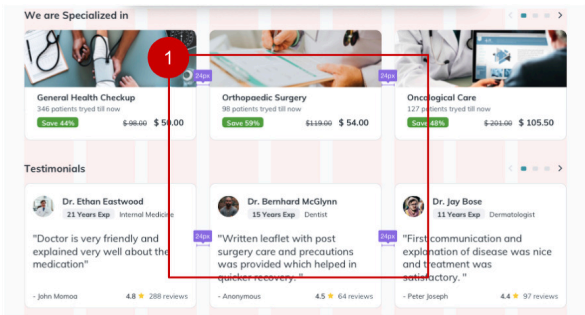 We are Specialized in
1
24px
24px
General Health Checkup
346 patients tryed till now
Save 44%
$ 98.00 $ 50.00
Orthopaedic Surgery
98 patients tryed till now
Save 59%
$119.00 $ 54.00
Oncological Care
127 patients tryed till now
Save 48%
$ 201.00 $ 105.50
Testimonials
Dr. Ethan Eastwood
21 Years Exp Internal Medicine
"Doctor is very friendly and
explained very well about the
medication"
- John Momoa
4.8 ★ 288 reviews
24px
Dr. Bernhard McGlynn
15 Years Exp Dentist
"Written leaflet with post
surgery care and precautions
was provided which helped in
quicker recovery. "
- Anonymous
4.5 ★ 64 reviews
24px
Dr. Jay Bose
11 Years Exp Dermatologist
"First communication and
explanation of disease was nice
and treatment was
satisfactory. "
- Peter Joseph
4.4 ★ 97 reviews